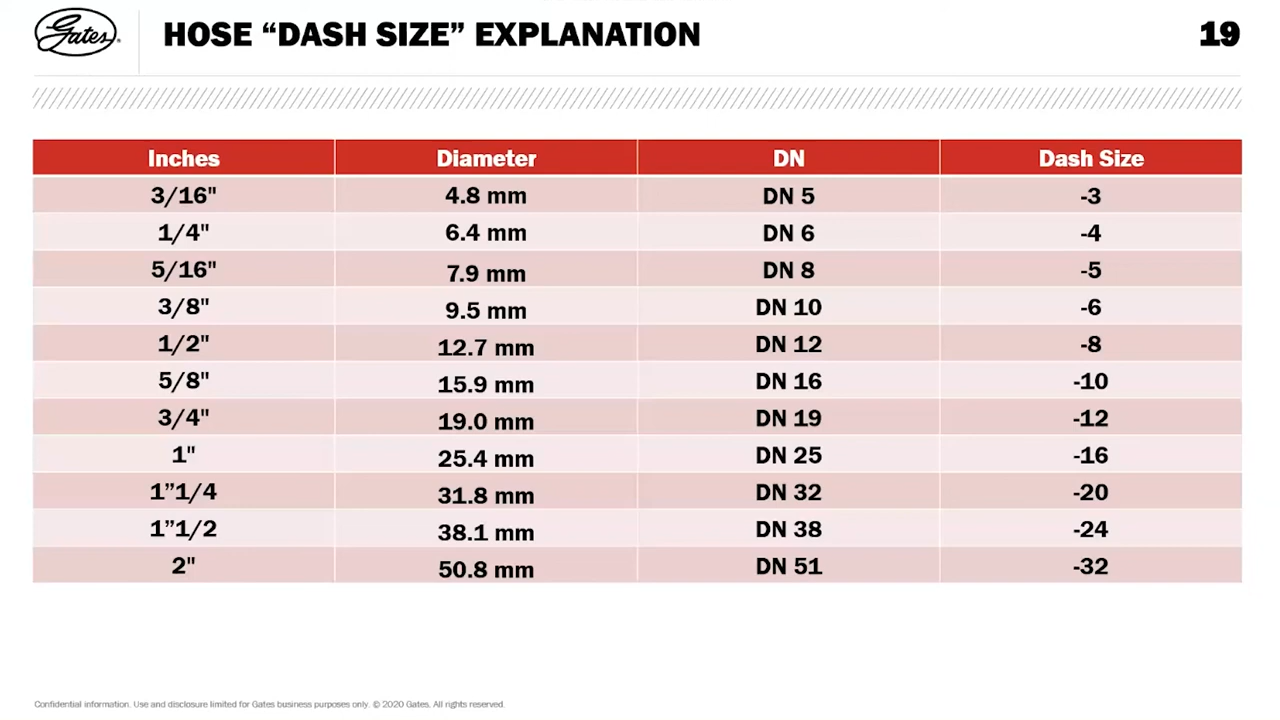 Gates®
HOSE “DASH SIZE” EXPLANATION
19
Inches Diameter DN Dash Size
3/16" 4.8 mm DN 5 -3
1/4" 6.4 mm DN 6 -4
5/16" 7.9 mm DN 8 -5
3/8" 9.5 mm DN 10 -6
1/2" 12.7 mm DN 12 -8
5/8" 15.9 mm DN 16 -10
3/4" 19.0 mm DN 19 -12
1" 25.4 mm DN 25 -16
1”1/4 31.8 mm DN 32 -20
1”1/2 38.1 mm DN 38 -24
2" 50.8 mm DN 51 -32
Confidential information. Use and disclosure limited for Gates business purposes only. © 2020 Gates. All rights reserved.